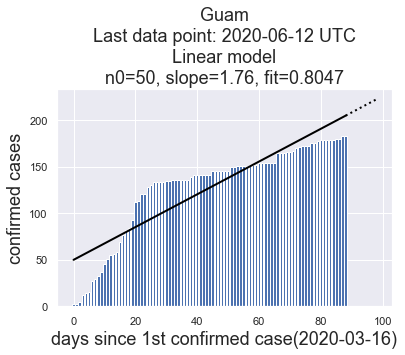 Guam
Last data point: 2020-06-12 UTC
Linear model
n0=50, slope=1.76, fit=0.8047
confirmed cases
200
150
100
50
0
0 20 40 60 80 100
days since 1st confirmed case(2020-03-16)